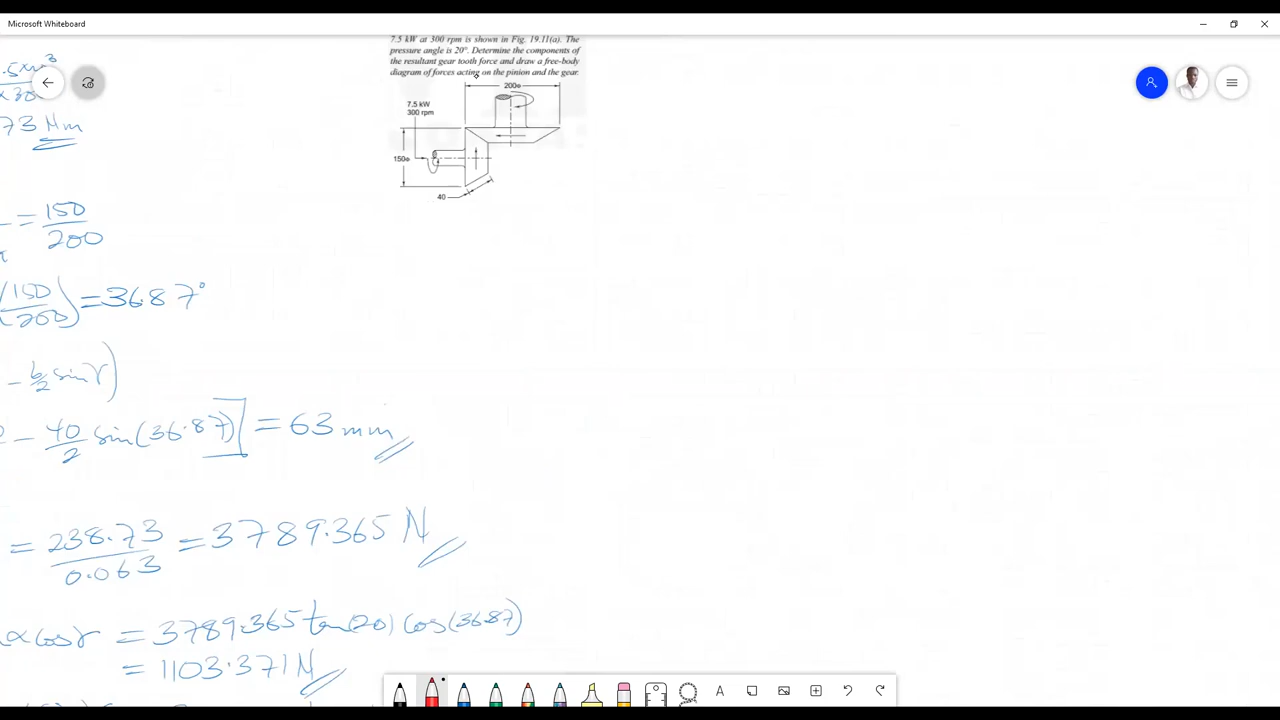 Microsoft Whiteboard
7.5 kW at 300 rpm is shown in Fig. 19.11(a). The
pressure angle is 20°. Determine the components of
the resultant gear tooth force and draw a free-body
diagram of forces acting on the pinion and the gear.
200ϕ
7.5 kW
300 rpm
150ϕ
40
73 Nm
= 150
200
(150
200) = 36.87°
- b/2 sin γ)
- 40/2 sin(36.87)] = 63 mm
= 238.73
0.063
= 3789.365 N
α cos γ = 3789.365 tan(20) cos(36.87)
= 1103.371 N
A